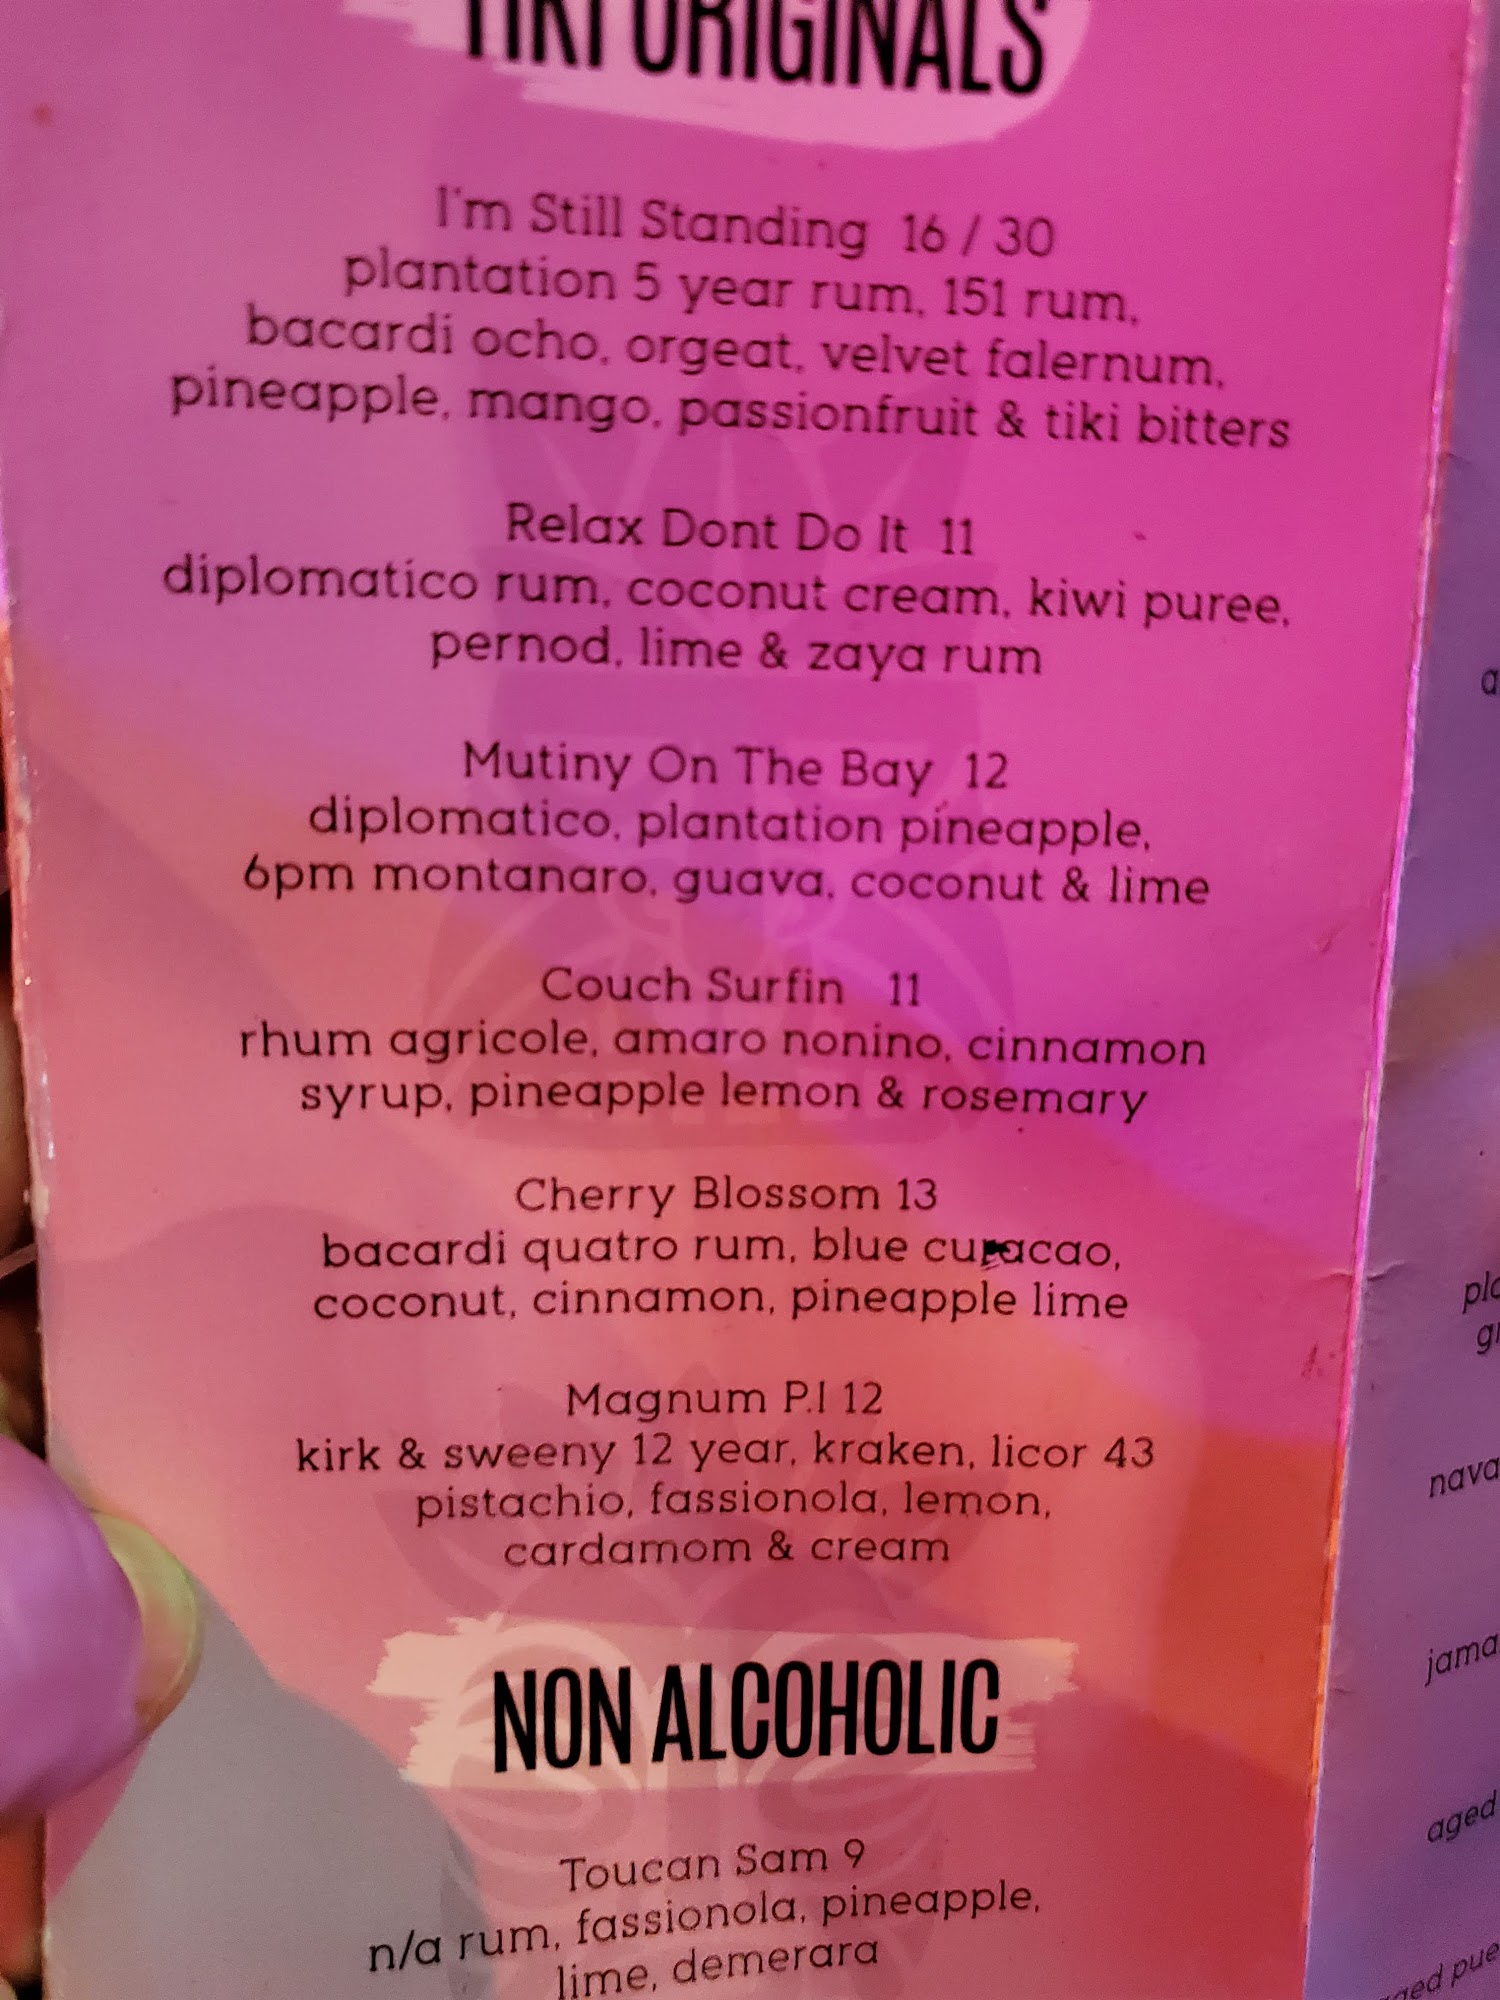 TIKI ORIGINALS
I'm Still Standing 16 / 30
plantation 5 year rum, 151 rum,
bacardi ocho, orgeat, velvet falernum,
pineapple, mango, passionfruit & tiki bitters
Relax Dont Do It 11
diplomatico rum, coconut cream, kiwi puree,
pernod, lime & zaya rum
Mutiny On The Bay 12
diplomatico, plantation pineapple,
6pm montanaro, guava, coconut & lime
Couch Surfin 11
rhum agricole, amaro nonino, cinnamon
syrup, pineapple lemon & rosemary
Cherry Blossom 13
bacardi quatro rum, blue curacao,
coconut, cinnamon, pineapple lime
Magnum P.I 12
kirk & sweeny 12 year, kraken, licor 43
pistachio, fassionola, lemon,
cardamom & cream
NON ALCOHOLIC
Toucan Sam 9
n/a rum, fassionola, pineapple,
lime, demerara
aged